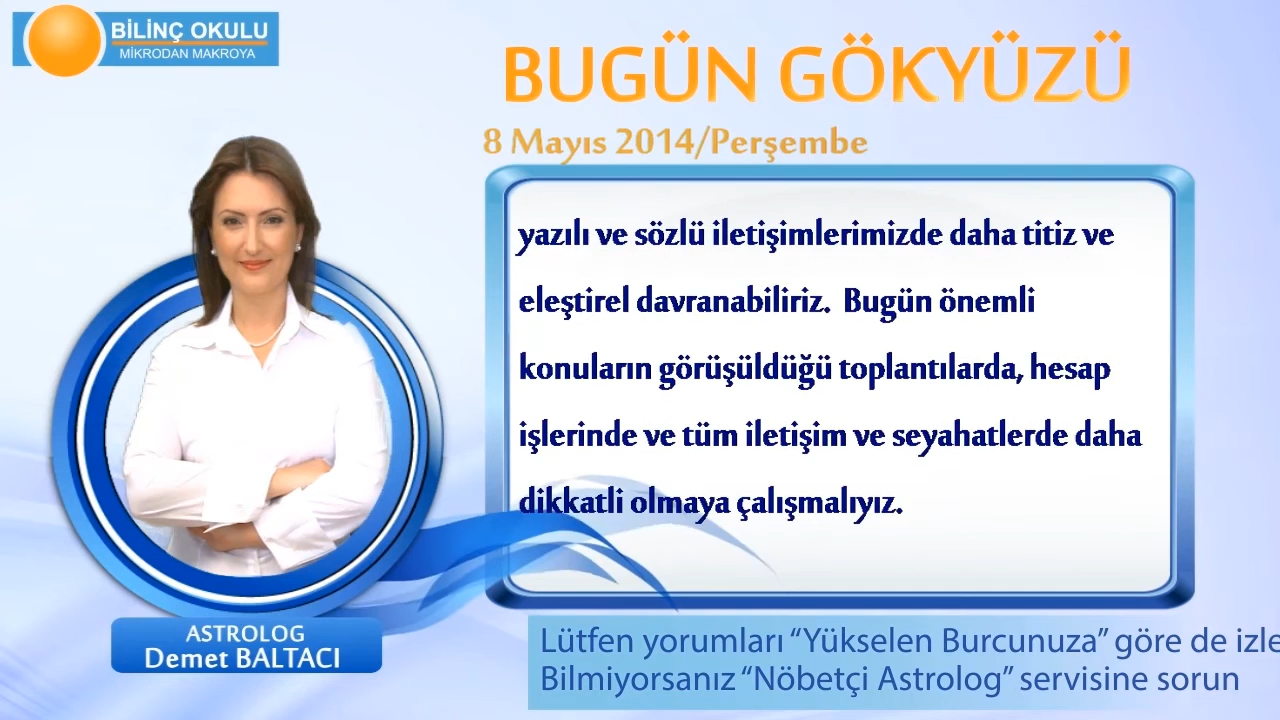 BİLİNÇ OKULU
MİKRODAN MAKROYA
BUGÜN GÖKYÜZÜ
8 Mayıs 2014/Perşembe
yazılı ve sözlü iletişimlerimizde daha titiz ve
eleştirel davranabiliriz. Bugün önemli
konuların görüşüldüğü toplantılarda, hesap
işlerinde ve tüm iletişim ve seyahatlerde daha
dikkatli olmaya çalışmalıyız.
ASTROLOG
Demet BALTACI
Lütfen yorumları “Yükselen Burcunuza” göre de izle
Bilmiyorsanız “Nöbetçi Astrolog” servisine sorun